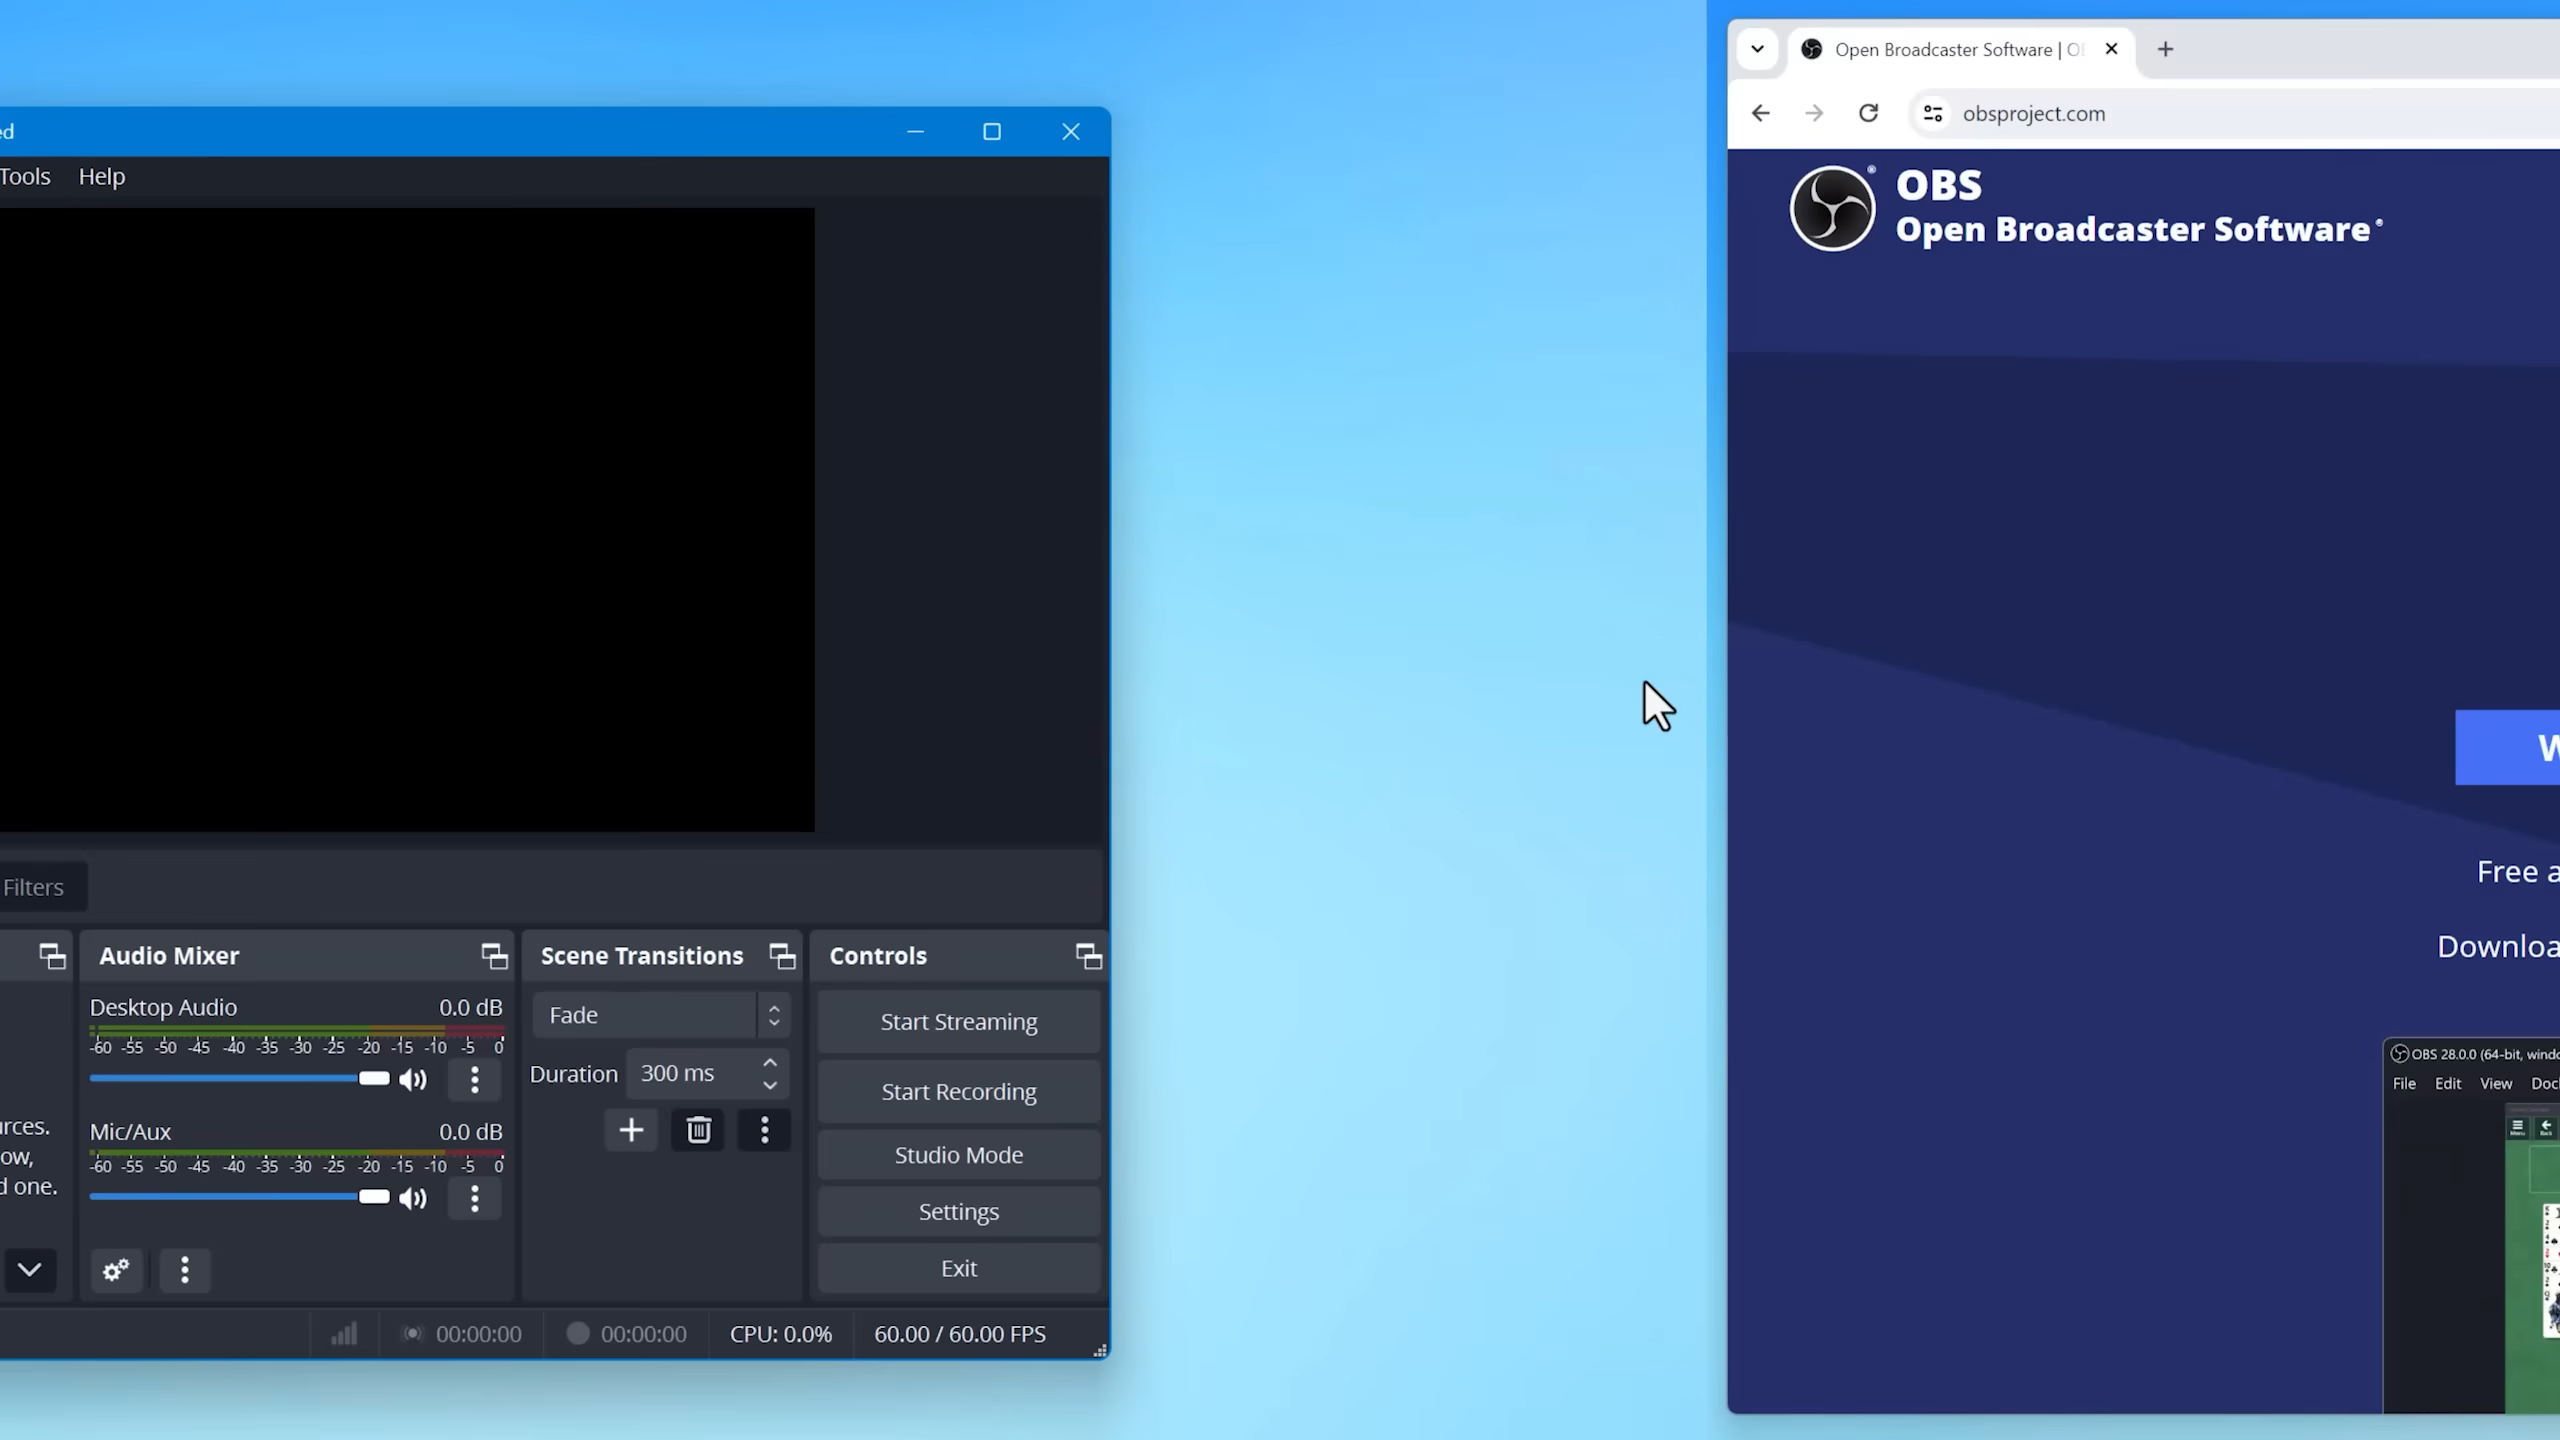 ed
Tools Help
Filters
Audio Mixer
Desktop Audio 0.0 dB
-60 -55 -50 -45 -40 -35 -30 -25 -20 -15 -10 -5 0
Mic/Aux 0.0 dB
-60 -55 -50 -45 -40 -35 -30 -25 -20 -15 -10 -5 0
urces.
ow,
d one.
Scene Transitions
Fade
Duration 300 ms
Controls
Start Streaming
Start Recording
Studio Mode
Settings
Exit
00:00:00 00:00:00 CPU: 0.0% 60.00 / 60.00 FPS
Open Broadcaster Software | O
obsproject.com
OBS
Open Broadcaster Software
W
Free a
Downloa
OBS 28.0.0 (64-bit, windo
File Edit View Doc